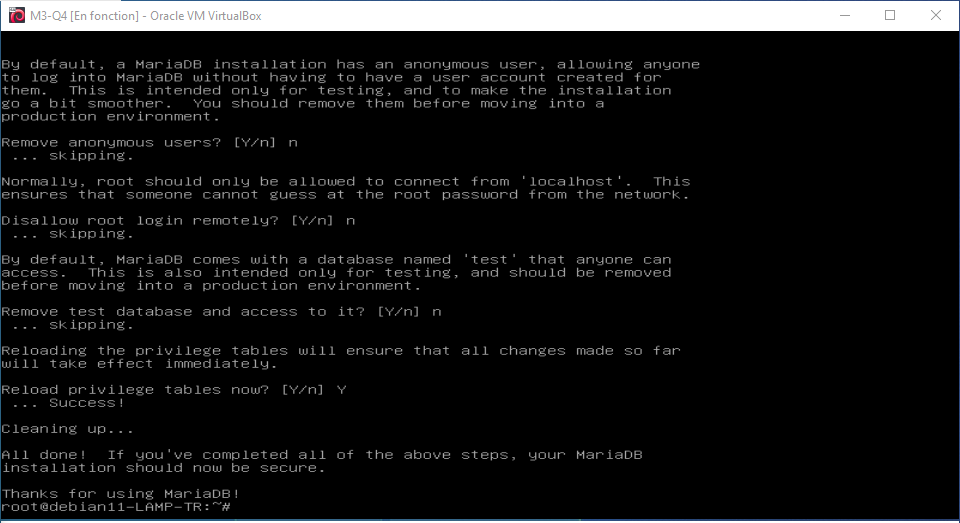 M3-Q4 [En fonction] - Oracle VM VirtualBox
By default, a MariaDB installation has an anonymous user, allowing anyone
to log into MariaDB without having to have a user account created for
them.  This is intended only for testing, and to make the installation
go a bit smoother.  You should remove them before moving into a
production environment.
Remove anonymous users? [Y/n] n
 ... skipping.
Normally, root should only be allowed to connect from 'localhost'.  This
ensures that someone cannot guess at the root password from the network.
Disallow root login remotely? [Y/n] n
 ... skipping.
By default, MariaDB comes with a database named 'test' that anyone can
access.  This is also intended only for testing, and should be removed
before moving into a production environment.
Remove test database and access to it? [Y/n] n
 ... skipping.
Reloading the privilege tables will ensure that all changes made so far
will take effect immediately.
Reload privilege tables now? [Y/n] Y
 ... Success!
Cleaning up...
All done!  If you've completed all of the above steps, your MariaDB
installation should now be secure.
Thanks for using MariaDB!
root@debian11-LAMP-TR:~#